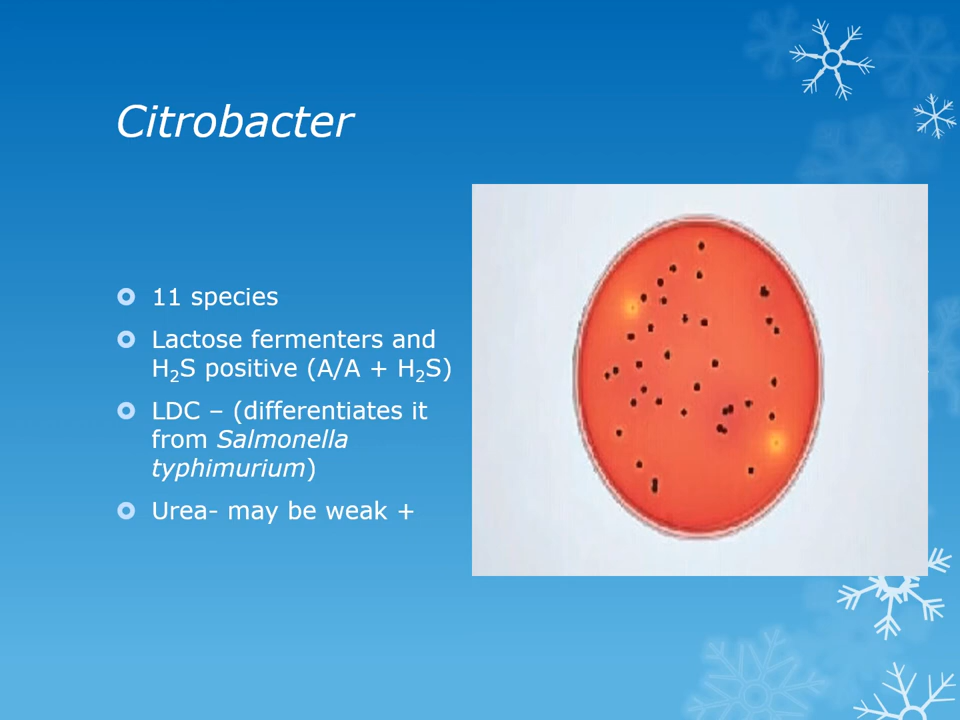 Citrobacter
11 species
Lactose fermenters and
H₂S positive (A/A + H₂S)
LDC – (differentiates it
from Salmonella
typhimurium)
Urea- may be weak +